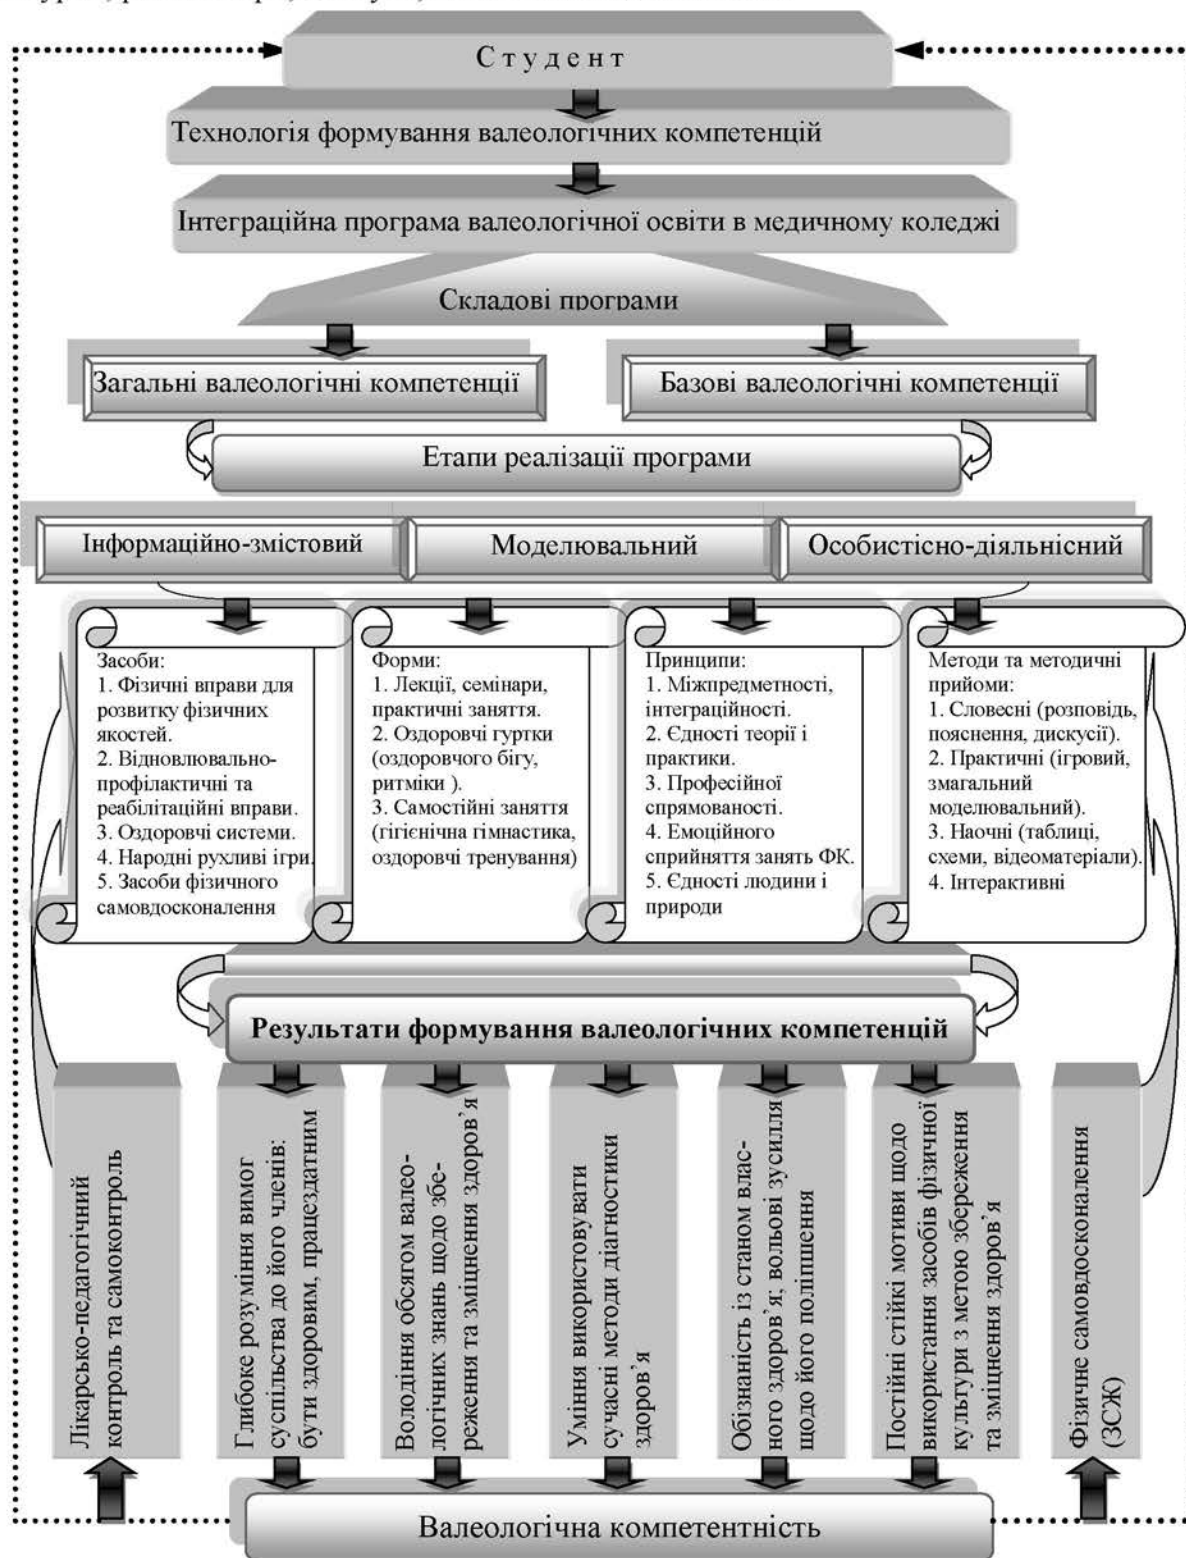 Студент
Технологія формування валеологічних компетенцій
Інтеграційна програма валеологічної освіти в медичному коледжі
Складові програми
Загальні валеологічні компетенції
Базові валеологічні компетенції
Етапи реалізації програми
Інформаційно-змістовий
Моделювальний
Особистісно-діяльнісний
Засоби:
1. Фізичні вправи для
розвитку фізичних
якостей.
2. Відновлювально-
профілактичні та
реабілітаційні вправи.
3. Оздоровчі системи.
4. Народні рухливі ігри.
5. Засоби фізичного
самовдосконалення
Форми:
1. Лекції, семінари,
практичні заняття.
2. Оздоровчі гуртки
(оздоровчого бігу,
ритміки ).
3. Самостійні заняття
(гігієнічна гімнастика,
оздоровчі тренування)
Принципи:
1. Міжпредметності,
інтеграційності.
2. Єдності теорії і
практики.
3. Професійної
спрямованості.
4. Емоційного
сприйняття занять ФК.
5. Єдності людини і
природи
Методи та методичні
прийоми:
1. Словесні (розповідь,
пояснення, дискусії).
2. Практичні (ігровий,
змагальний
моделювальний).
3. Наочні (таблиці,
схеми, відеоматеріали).
4. Інтерактивні
Результати формування валеологічних компетенцій
Лікарсько-педагогічний
контроль та самоконтроль
Глибоке розуміння вимог
суспільства до його членів:
бути здоровим, працездатним
Володіння обсягом валео-
логічних знань щодо збе-
реження та зміцнення здоров’я
Уміння використовувати
сучасні методи діагностики
здоров’я
Обізнаність із станом влас-
ного здоров’я; вольові зусилля
щодо його поліпшення
Постійні стійкі мотиви щодо
використання засобів фізичної
культури з метою збереження
та зміцнення здоров’я
Фізичне самовдосконалення
(ЗСЖ)
Валеологічна компетентність